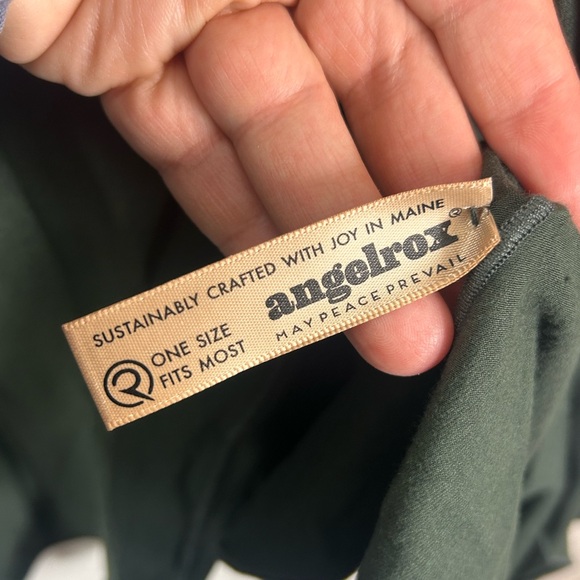 SUSTAINABLY CRAFTED WITH JOY IN MAINE
angelrox®
MAY PEACE PREVAIL
ONE SIZE
FITS MOST
R